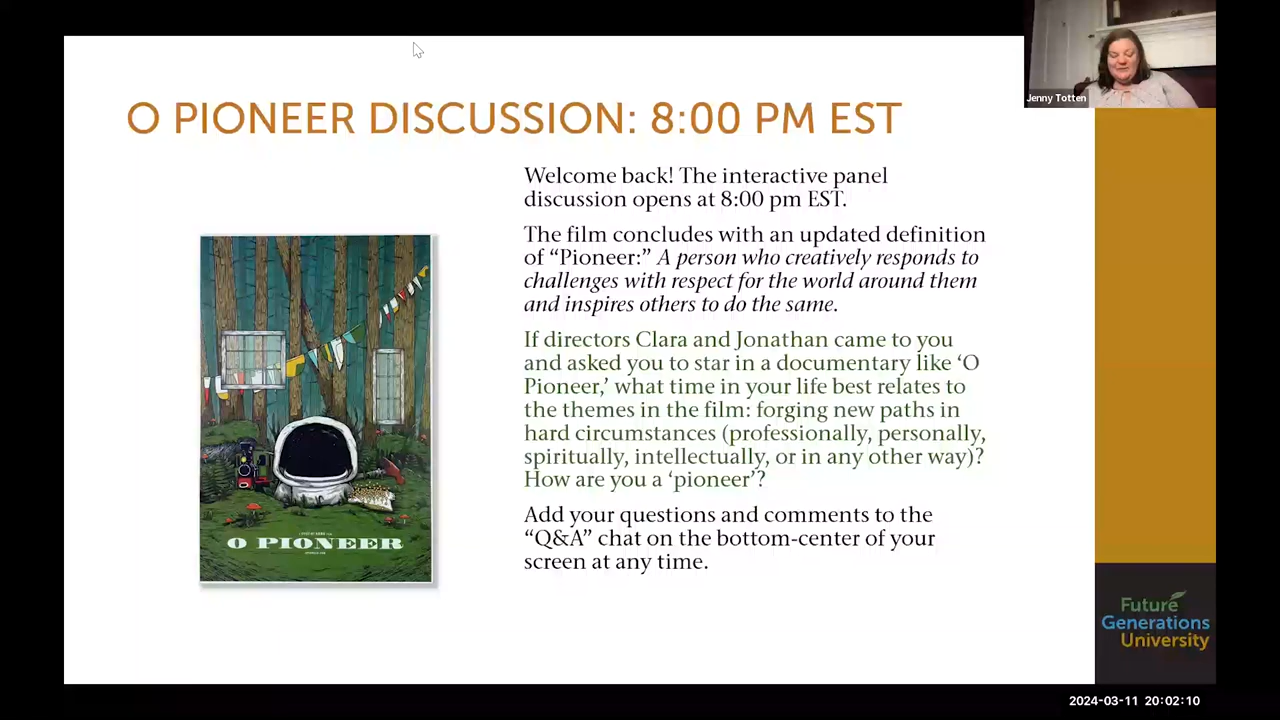 Jenny Totten
O PIONEER DISCUSSION: 8:00 PM EST
Welcome back! The interactive panel
discussion opens at 8:00 pm EST.
The film concludes with an updated definition
of “Pioneer:” A person who creatively responds to
challenges with respect for the world around them
and inspires others to do the same.
If directors Clara and Jonathan came to you
and asked you to star in a documentary like ‘O
Pioneer,’ what time in your life best relates to
the themes in the film: forging new paths in
hard circumstances (professionally, personally,
spiritually, intellectually, or in any other way)?
How are you a ‘pioneer’?
Add your questions and comments to the
“Q&A” chat on the bottom-center of your
screen at any time.
O PIONEER
Future
Generations
University
2024-03-11 20:02:10